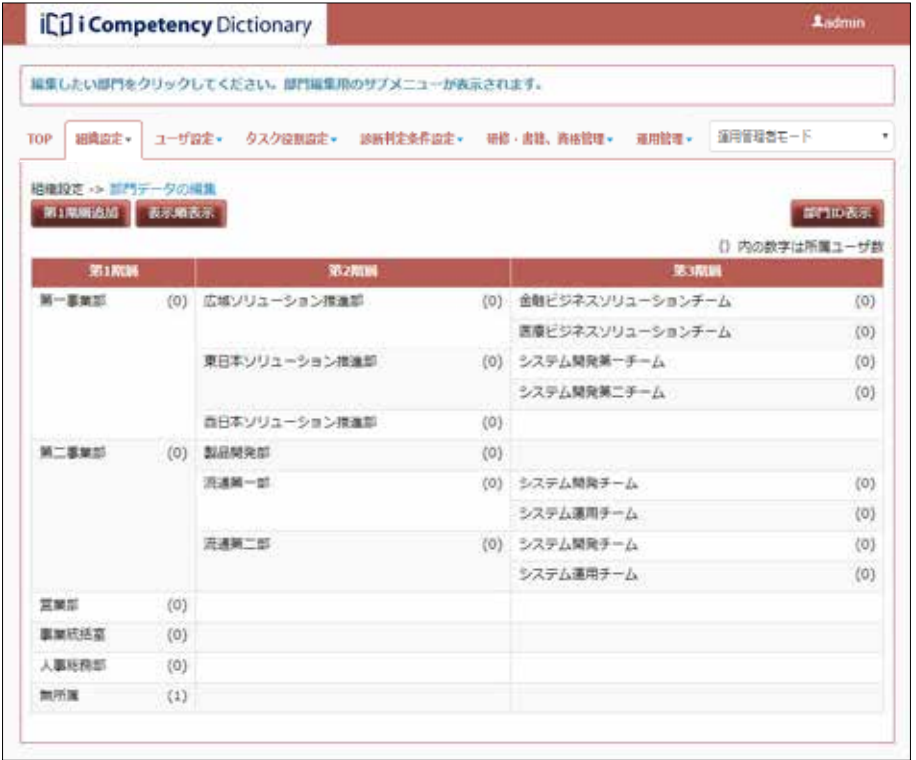 iCD i Competency Dictionary
admin
編集したい部門をクリックしてください。部門編集用のサブメニューが表示されます。
TOP 組織設定 ユーザ設定 タスク役割設定 診断判定条件設定 研修・書籍、資格管理 運用管理 運用管理者モード
組織設定 -> 部門データの編集
第1階層追加 表示順表示 部門ID表示
() 内の数字は所属ユーザ数
第1階層 第2階層 第3階層
第一事業部 (0) 広域ソリューション推進部 (0) 金融ビジネスソリューションチーム (0)
医療ビジネスソリューションチーム (0)
東日本ソリューション推進部 (0) システム開発第一チーム (0)
システム開発第二チーム (0)
西日本ソリューション推進部 (0)
第二事業部 (0) 製品開発部 (0)
流通第一部 (0) システム開発チーム (0)
システム運用チーム (0)
流通第二部 (0) システム開発チーム (0)
システム運用チーム (0)
営業部 (0)
事業統括室 (0)
人事総務部 (0)
無所属 (1)